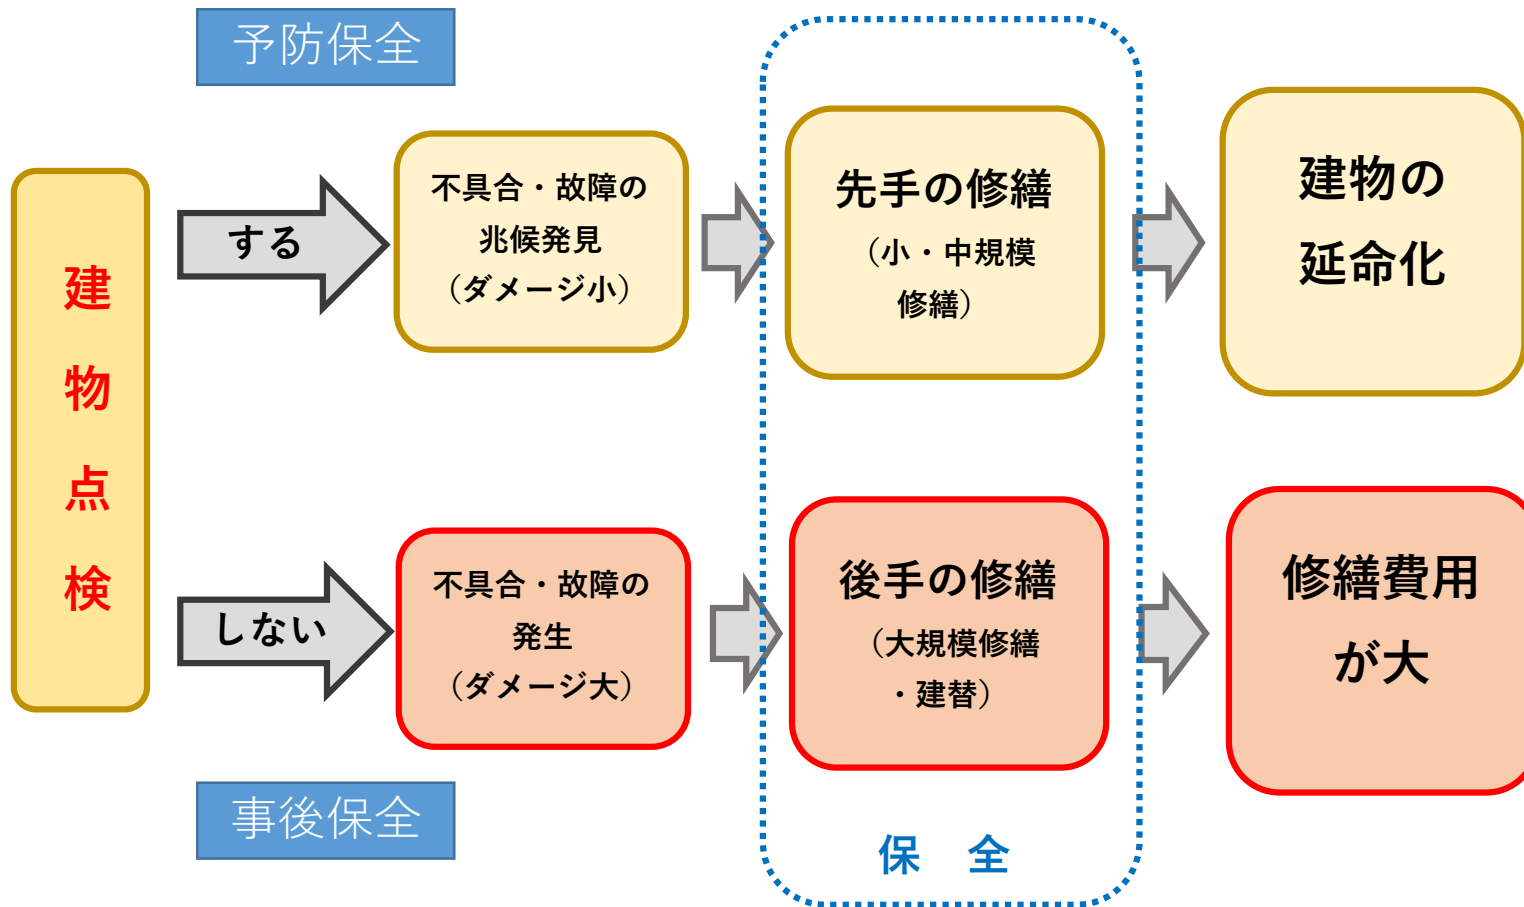 予防保全
建
物
点
検
する
不具合・故障の
兆候発見
（ダメージ小）
先手の修繕
（小・中規模
修繕）
建物の
延命化
しない
不具合・故障の
発生
（ダメージ大）
後手の修繕
（大規模修繕
・建替）
修繕費用
が大
事後保全
保　全